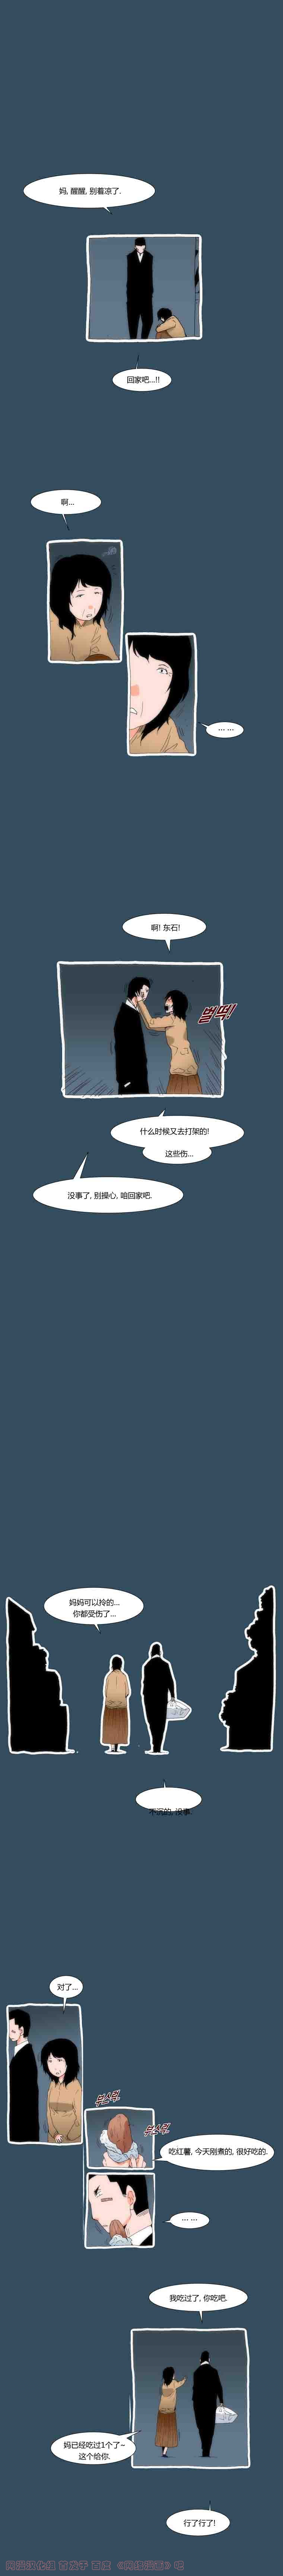 妈, 醒醒, 别着凉了.
回家吧...!!
啊...
... ...
啊! 东石!
벌떡!
什么时候又去打架的!
这些伤...
没事了, 别操心, 咱回家吧.
妈妈可以拎的...
你都受伤了...
不沉的, 没事.
对了...
부스럭.
부스럭
吃红薯, 今天刚煮的, 很好吃的.
... ...
我吃过了, 你吃吧.
妈已经吃过1个了~
这个给你.
行了行了!